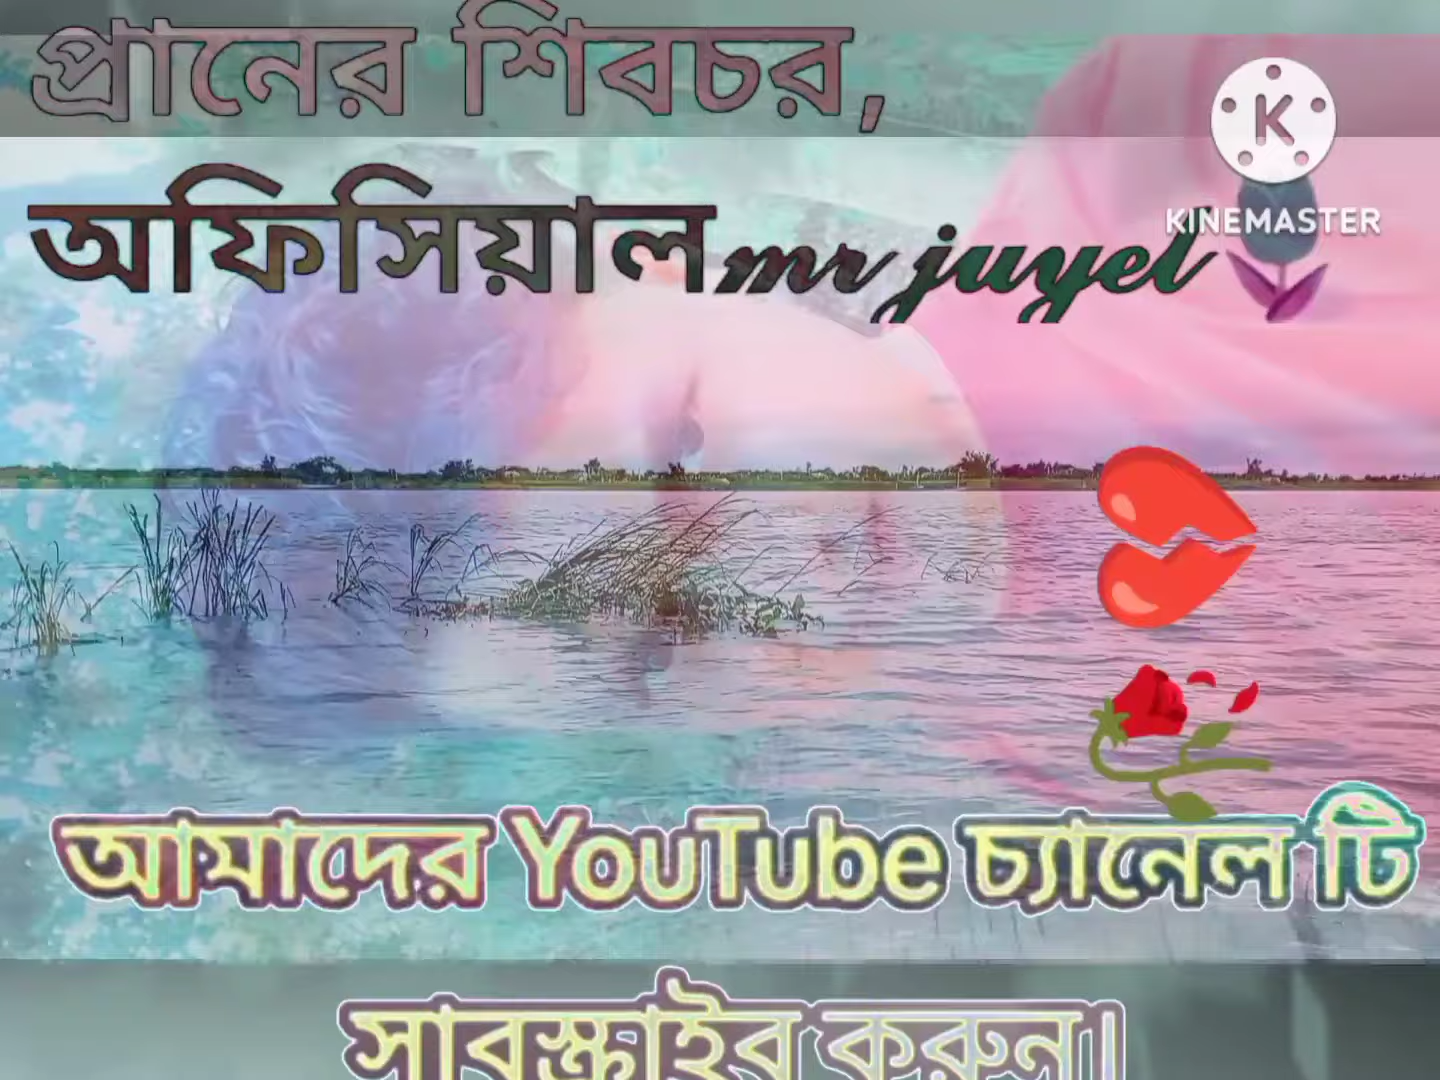 প্রানের শিবচর,
অফিসিয়াল mr juyel
K
KINEMASTER
আমাদের YouTube চ্যানেল টি
সাবস্ক্রাইব করুন।